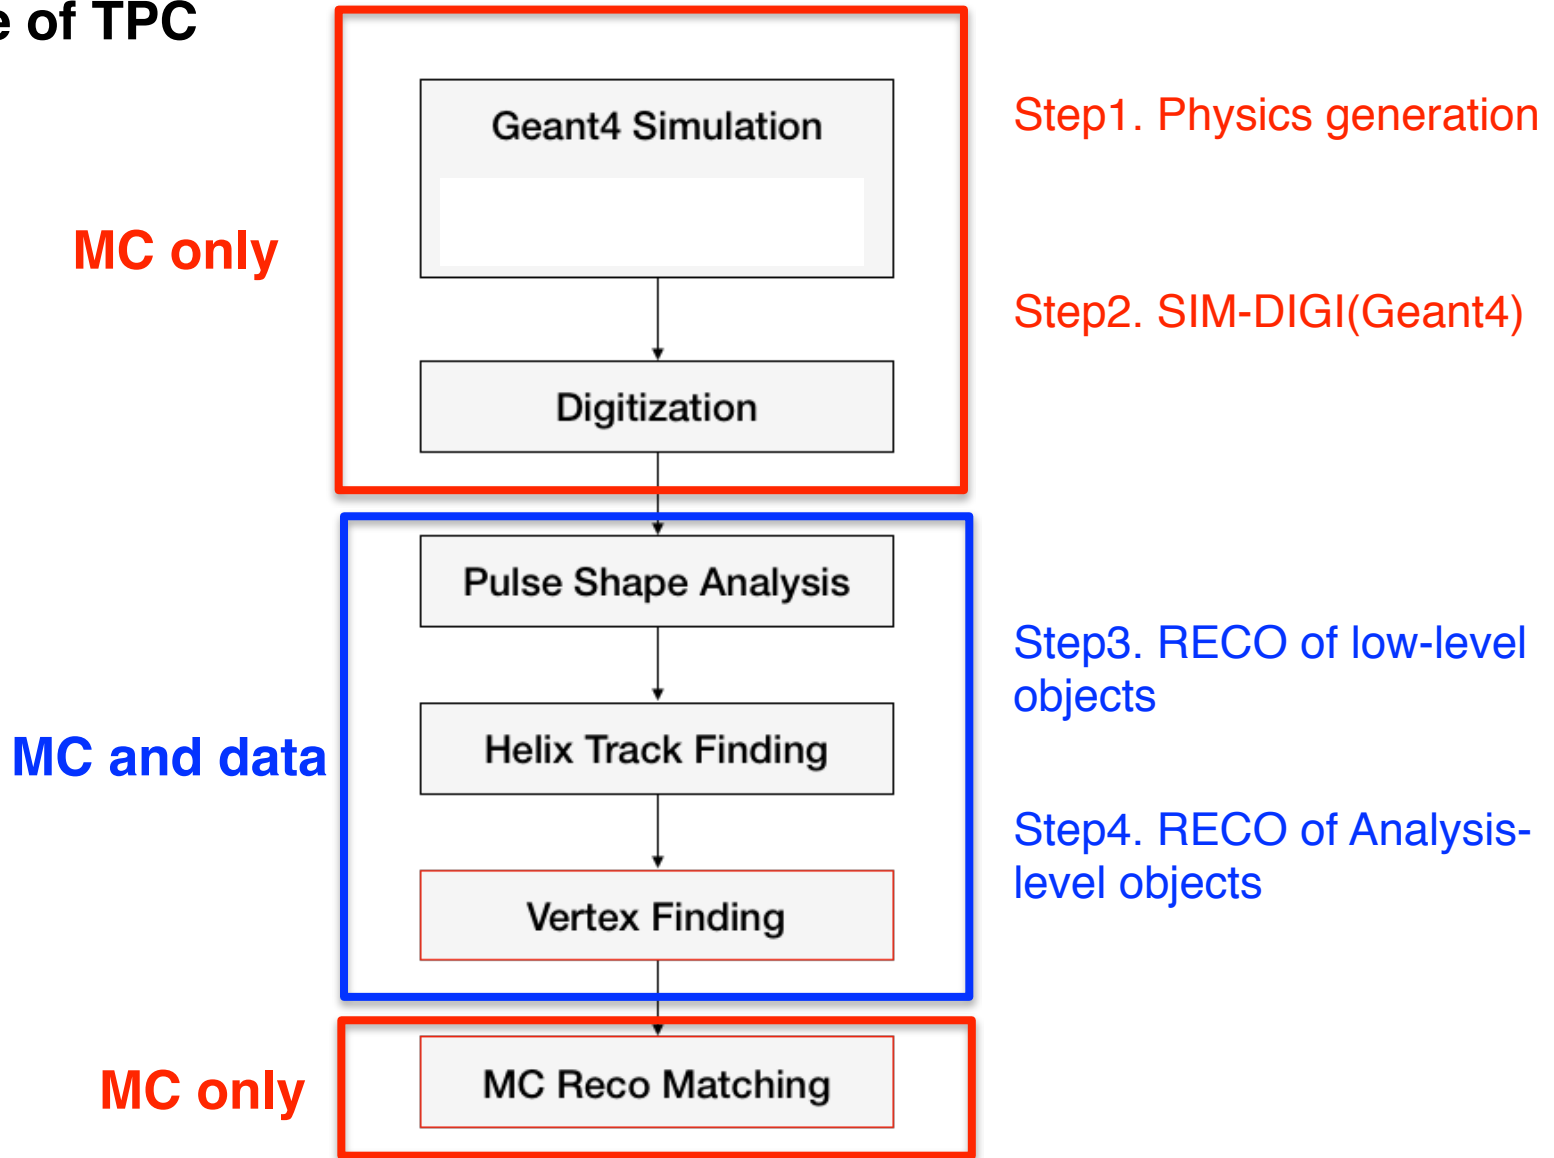 e of TPC
Geant4 Simulation
Step1. Physics generation
MC only
Step2. SIM-DIGI(Geant4)
Digitization
Pulse Shape Analysis
Step3. RECO of low-level
objects
Helix Track Finding
MC and data
Step4. RECO of Analysis-
level objects
Vertex Finding
MC Reco Matching
MC only